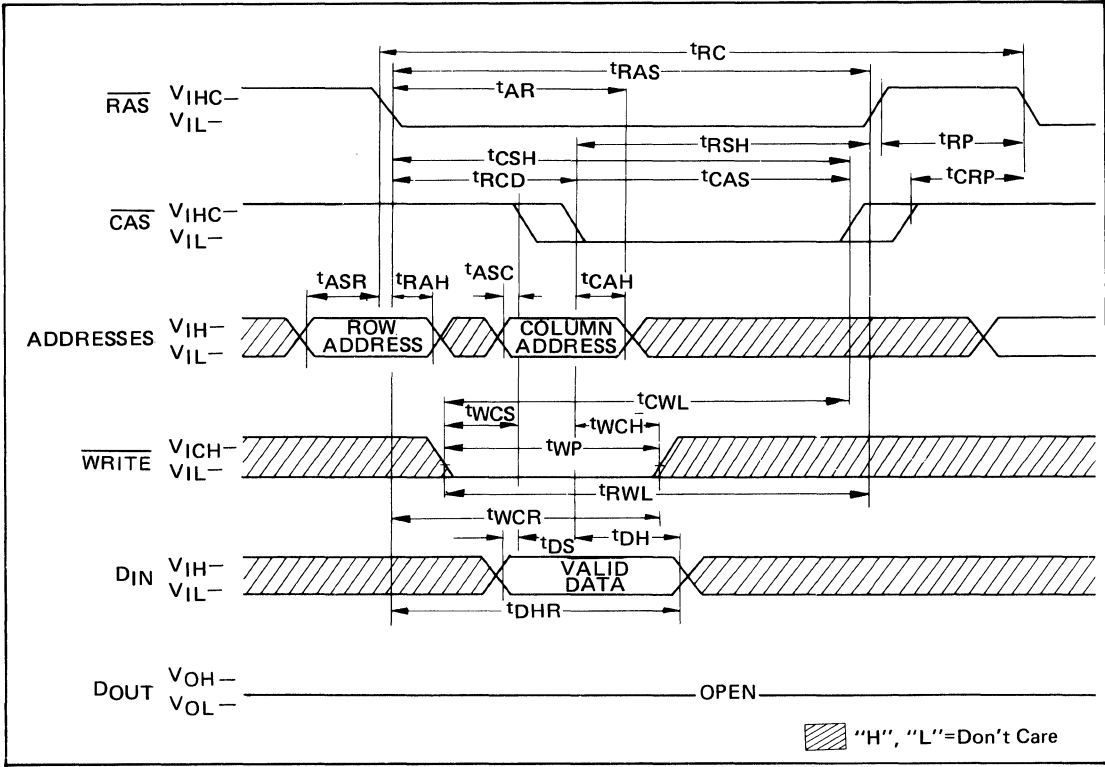 tRC
tRAS
tAR
RAS VIHC–
VIL–
tRSH
tRP
tCSH
tRCD
tCAS
tCRP
CAS VIHC–
VIL–
tASR
tRAH
tASC
tCAH
ADDRESSES VIH–
VIL–
ROW
ADDRESS
COLUMN
ADDRESS
tCWL
tWCS
tWCH
WRITE VICH–
VIL–
tWP
tRWL
tWCR
tDS
tDH
DIN VIH–
VIL–
VALID
DATA
tDHR
DOUT VOH–
VOL–
OPEN
"H", "L"=Don't Care